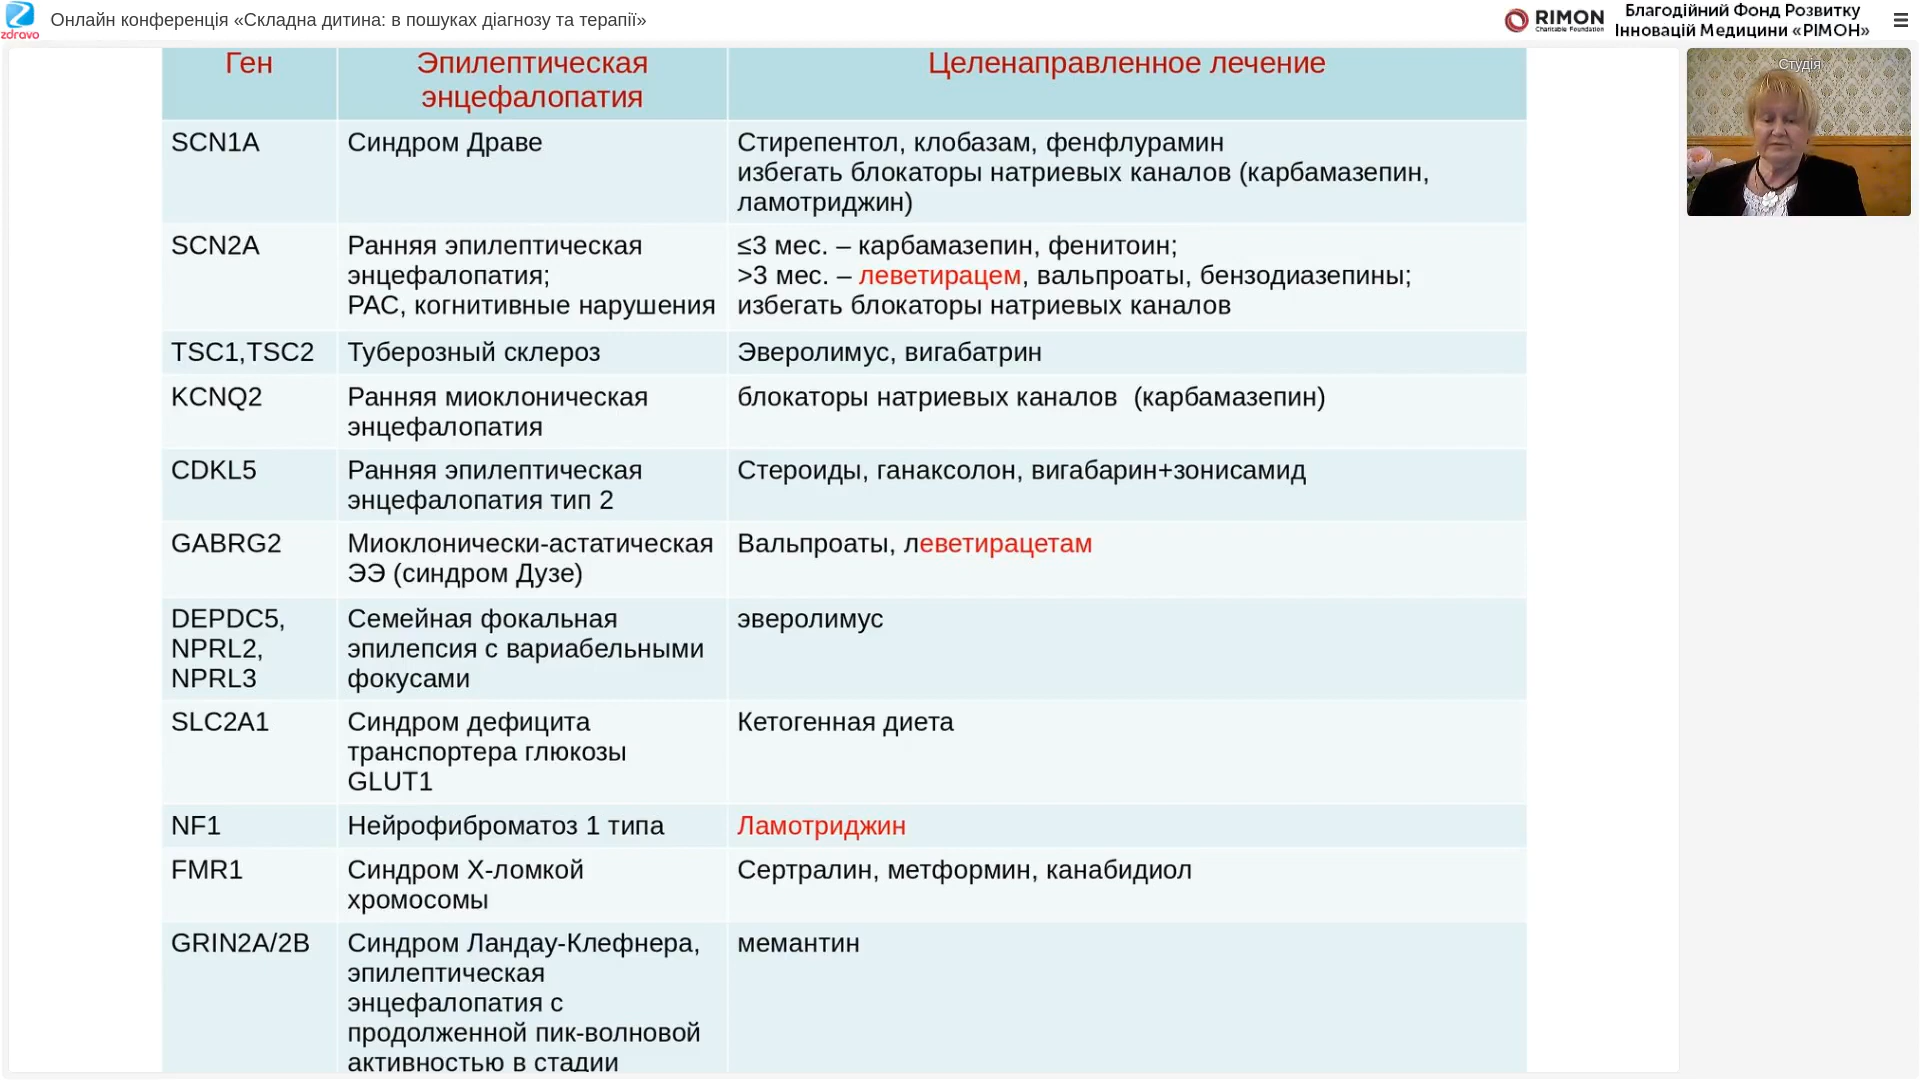 Онлайн конференція «Складна дитина: в пошуках діагнозу та терапії»
zdravo
RIMON
Charitable Foundation
Благодійний Фонд Розвитку
Інновацій Медицини «РІМОН»
Студія
Ген
Эпилептическая
энцефалопатия
Целенаправленное лечение
SCN1A
Синдром Драве
Стирепентол, клобазам, фенфлурамин
избегать блокаторы натриевых каналов (карбамазепин,
ламотриджин)
SCN2A
Ранняя эпилептическая
энцефалопатия;
РАС, когнитивные нарушения
≤3 мес. – карбамазепин, фенитоин;
>3 мес. – леветирацем, вальпроаты, бензодиазепины;
избегать блокаторы натриевых каналов
TSC1,TSC2
Туберозный склероз
Эверолимус, вигабатрин
KCNQ2
Ранняя миоклоническая
энцефалопатия
блокаторы натриевых каналов (карбамазепин)
CDKL5
Ранняя эпилептическая
энцефалопатия тип 2
Стероиды, ганаксолон, вигабарин+зонисамид
GABRG2
Миоклонически-астатическая
ЭЭ (синдром Дузе)
Вальпроаты, леветирацетам
DEPDC5,
NPRL2,
NPRL3
Семейная фокальная
эпилепсия с вариабельными
фокусами
эверолимус
SLC2A1
Синдром дефицита
транспортера глюкозы
GLUT1
Кетогенная диета
NF1
Нейрофиброматоз 1 типа
Ламотриджин
FMR1
Синдром Х-ломкой
хромосомы
Сертралин, метформин, канабидиол
GRIN2A/2B
Синдром Ландау-Клефнера,
эпилептическая
энцефалопатия с
продолженной пик-волновой
активностью в стадии
мемантин